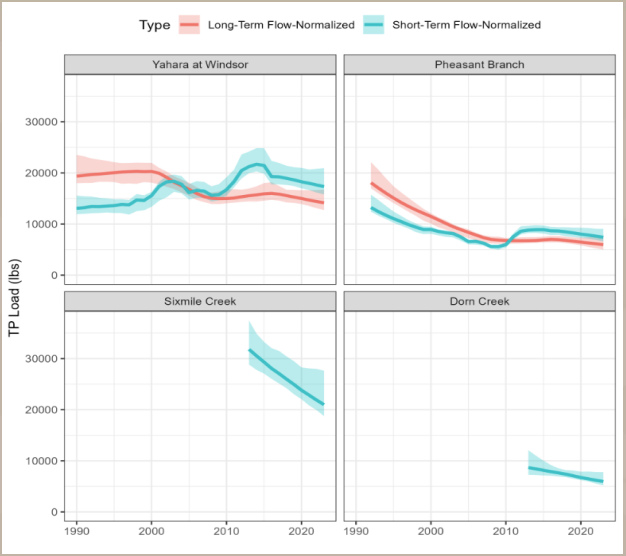 Type Long-Term Flow-Normalized Short-Term Flow-Normalized
Yahara at Windsor Pheasant Branch
30000
20000
10000
0
TP Load (lbs)
Sixmile Creek Dorn Creek
30000
20000
10000
0
1990 2000 2010 2020 1990 2000 2010 2020